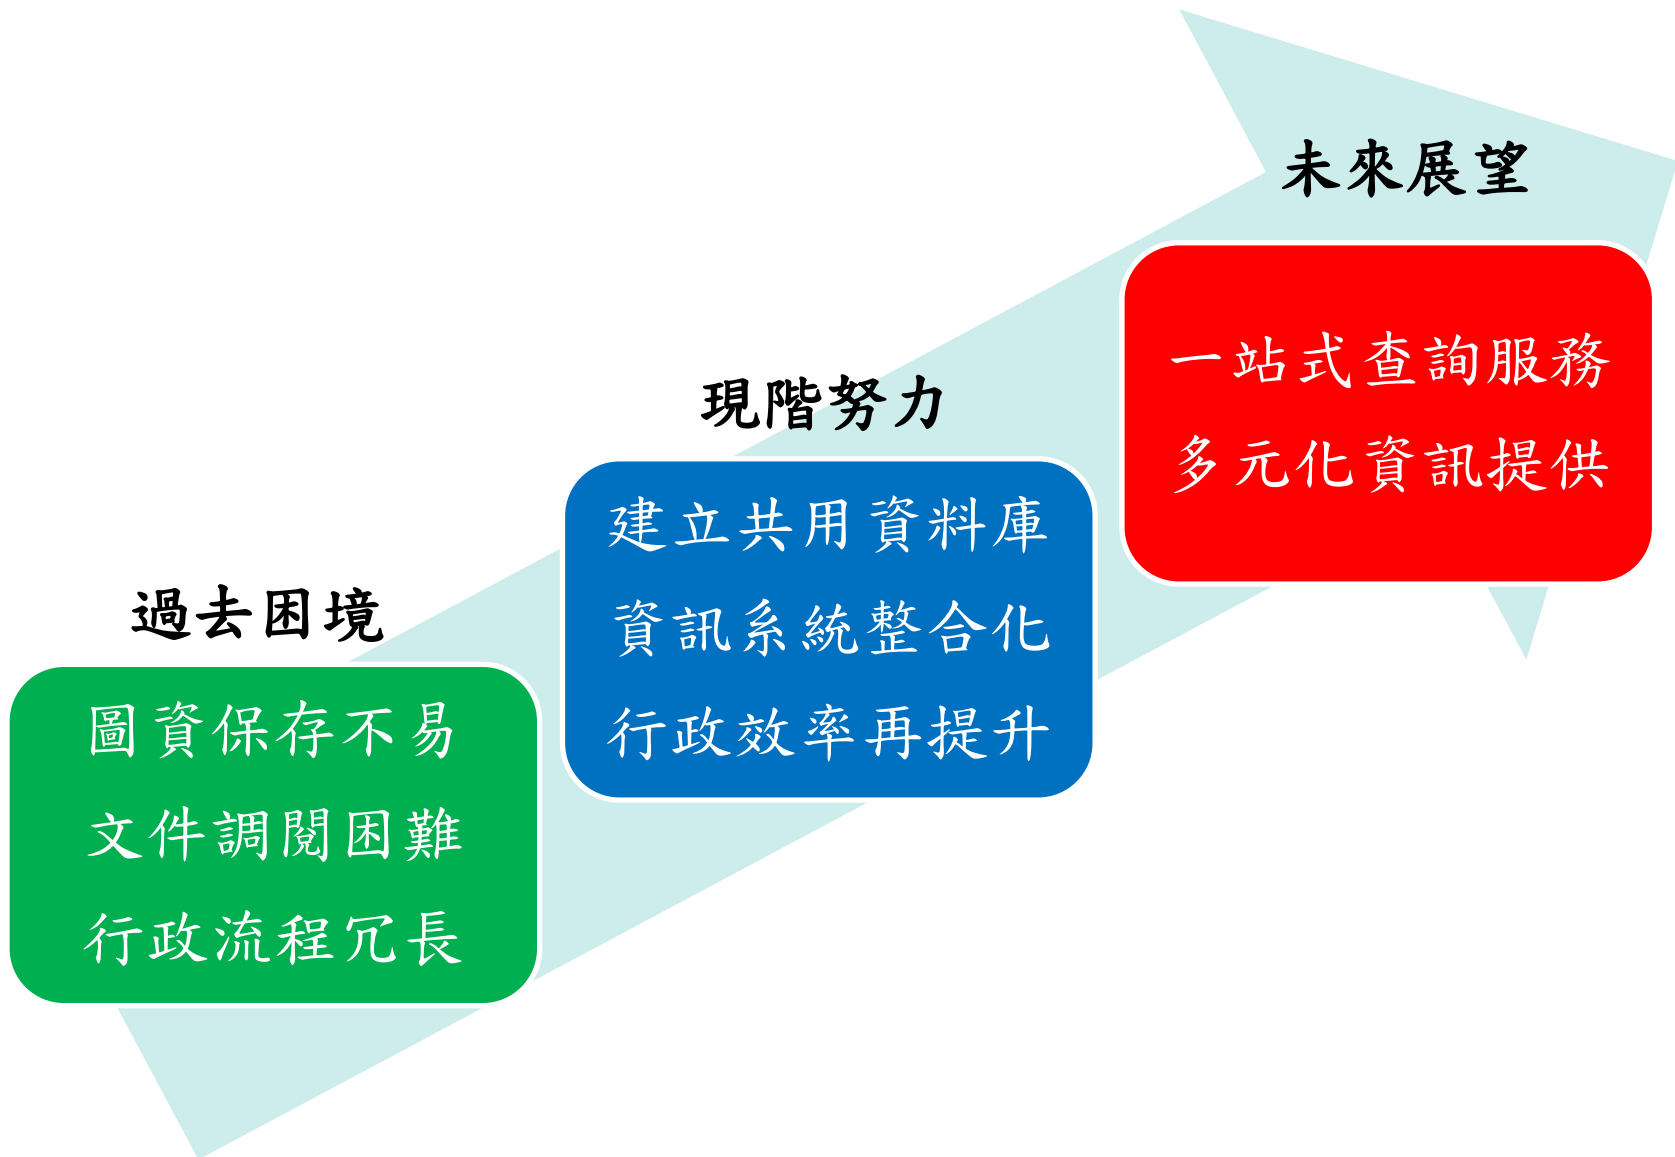 過去困境
圖資保存不易
文件調閱困難
行政流程冗長
現階努力
建立共用資料庫
資訊系統整合化
行政效率再提升
未來展望
一站式查詢服務
多元化資訊提供